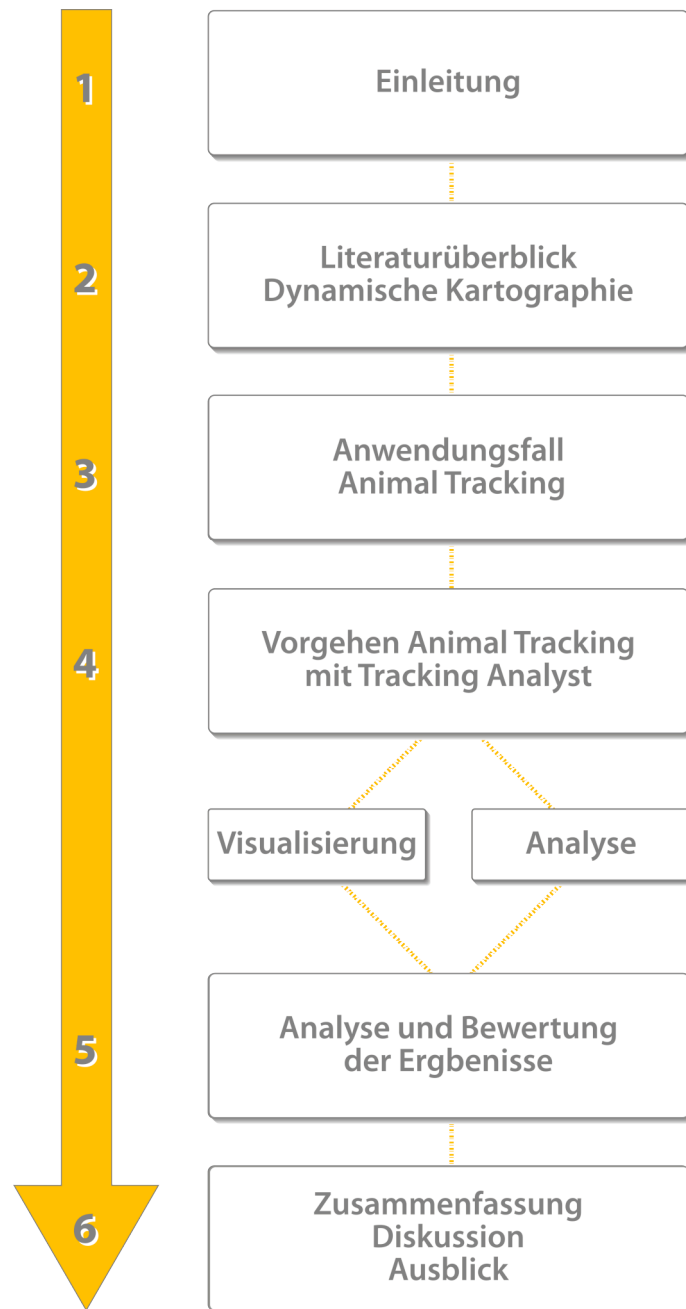 1
Einleitung
2
Literaturüberblick
Dynamische Kartographie
3
Anwendungsfall
Animal Tracking
4
Vorgehen Animal Tracking
mit Tracking Analyst
Visualisierung
Analyse
5
Analyse und Bewertung
der Ergbenisse
6
Zusammenfassung
Diskussion
Ausblick